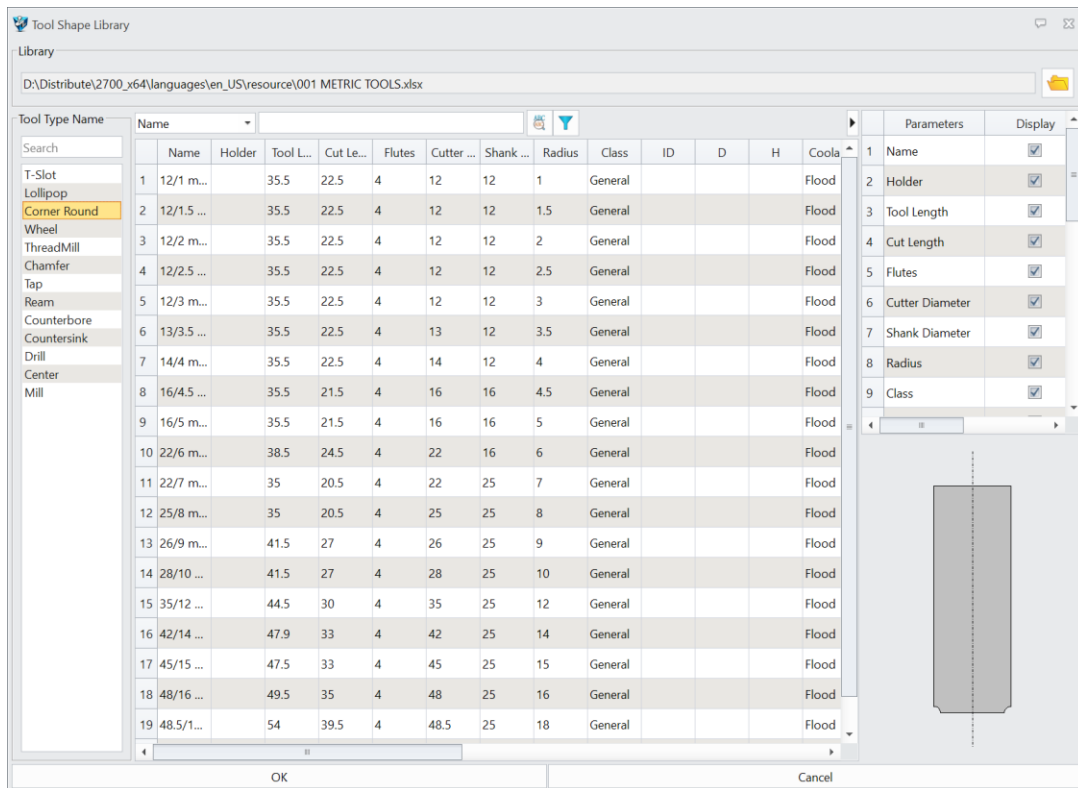 Tool Shape Library
Library
D:\Distribute\2700_x64\languages\en_US\resource\001 METRIC TOOLS.xlsx
Tool Type Name
Search
T-Slot
Lollipop
Corner Round
Wheel
ThreadMill
Chamfer
Tap
Ream
Counterbore
Countersink
Drill
Center
Mill
Name
Name Holder Tool L... Cut Le... Flutes Cutter ... Shank ... Radius Class ID D H Coola
1 12/1 m... 35.5 22.5 4 12 12 1 General Flood
2 12/1.5 ... 35.5 22.5 4 12 12 1.5 General Flood
3 12/2 m... 35.5 22.5 4 12 12 2 General Flood
4 12/2.5 ... 35.5 22.5 4 12 12 2.5 General Flood
5 12/3 m... 35.5 22.5 4 12 12 3 General Flood
6 13/3.5 ... 35.5 22.5 4 13 12 3.5 General Flood
7 14/4 m... 35.5 22.5 4 14 12 4 General Flood
8 16/4.5 ... 35.5 21.5 4 16 16 4.5 General Flood
9 16/5 m... 35.5 21.5 4 16 16 5 General Flood
10 22/6 m... 38.5 24.5 4 22 16 6 General Flood
11 22/7 m... 35 20.5 4 22 25 7 General Flood
12 25/8 m... 35 20.5 4 25 25 8 General Flood
13 26/9 m... 41.5 27 4 26 25 9 General Flood
14 28/10 ... 41.5 27 4 28 25 10 General Flood
15 35/12 ... 44.5 30 4 35 25 12 General Flood
16 42/14 ... 47.9 33 4 42 25 14 General Flood
17 45/15 ... 47.5 33 4 45 25 15 General Flood
18 48/16 ... 49.5 35 4 48 25 16 General Flood
19 48.5/1... 54 39.5 4 48.5 25 18 General Flood
Parameters Display
1 Name
2 Holder
3 Tool Length
4 Cut Length
5 Flutes
6 Cutter Diameter
7 Shank Diameter
8 Radius
9 Class
OK
Cancel